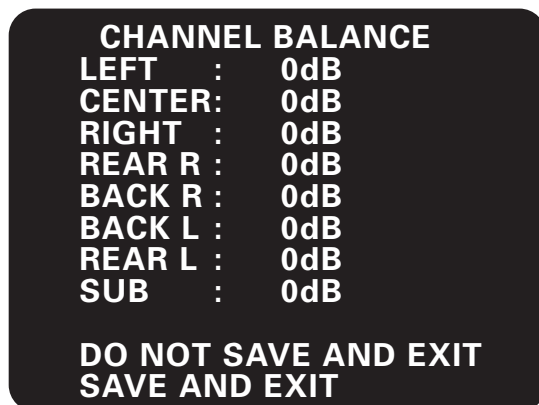 CHANNEL BALANCE
LEFT : 0dB
CENTER: 0dB
RIGHT : 0dB
REAR R : 0dB
BACK R : 0dB
BACK L : 0dB
REAR L : 0dB
SUB : 0dB
DO NOT SAVE AND EXIT
SAVE AND EXIT